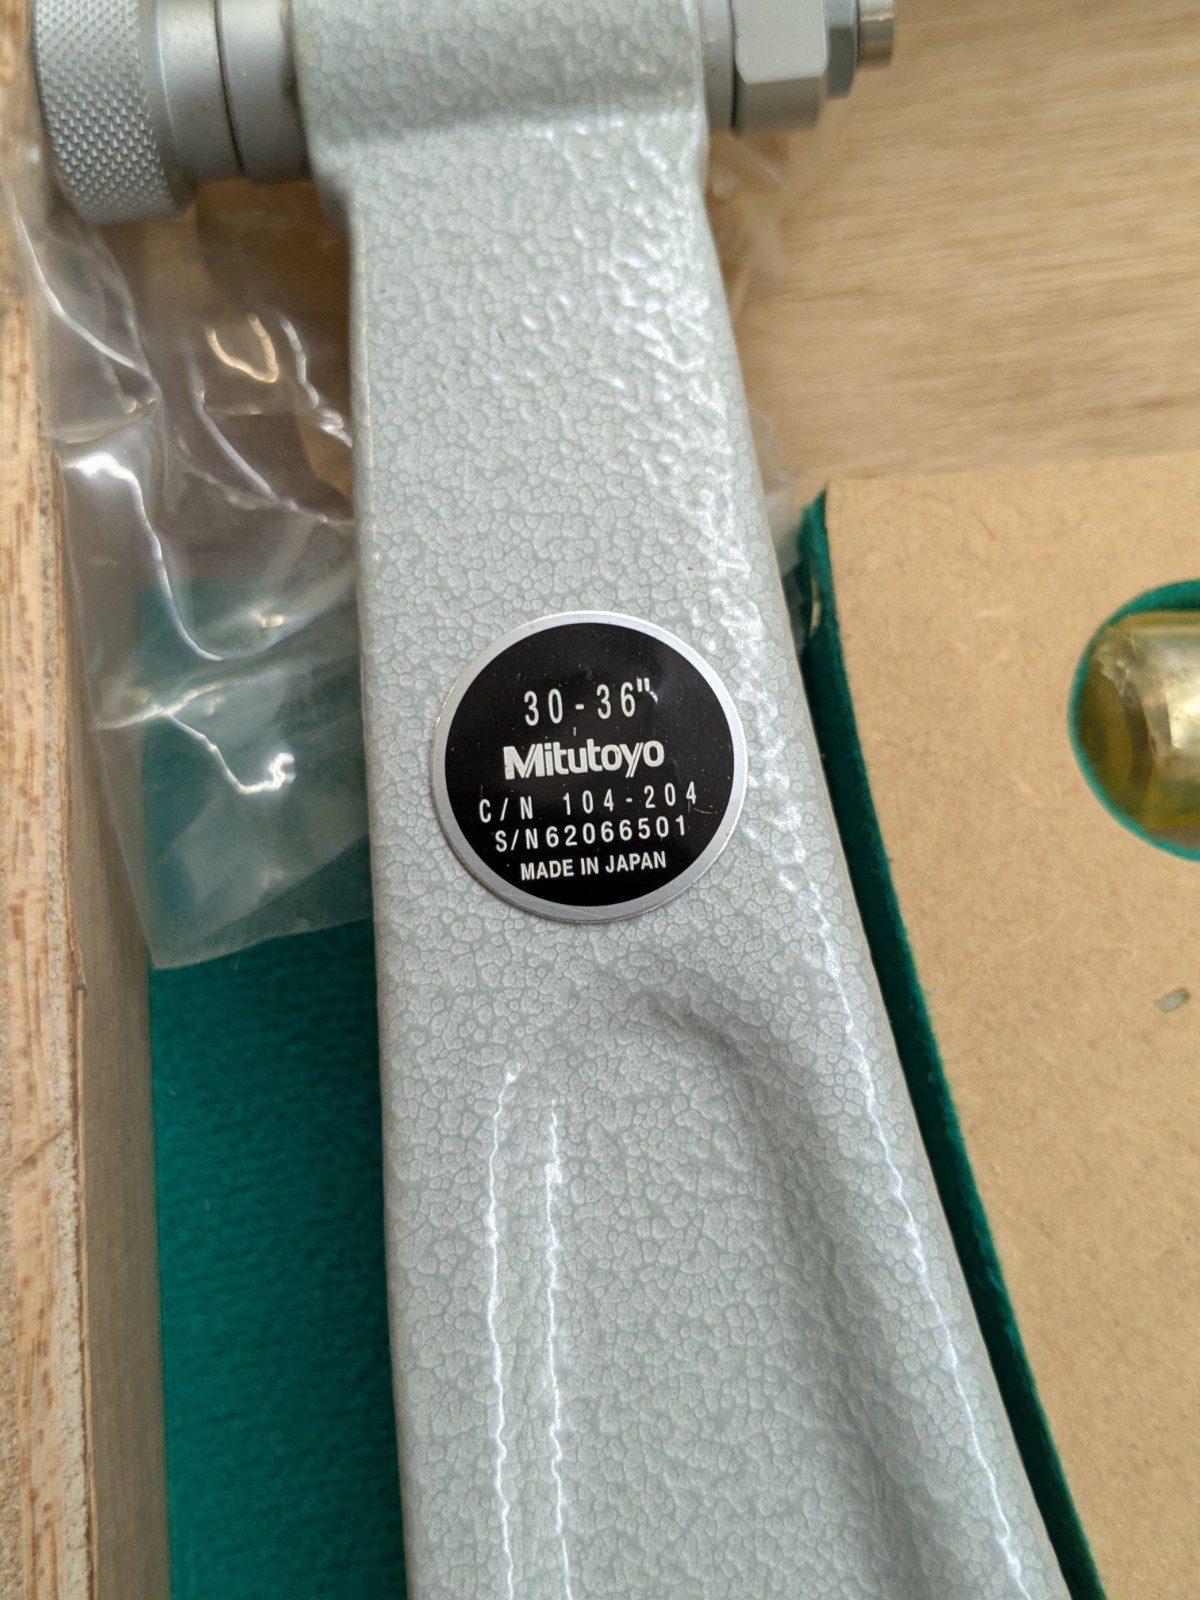 30-36"
Mitutoyo
C/N 104-204
S/N62066501
MADE IN JAPAN